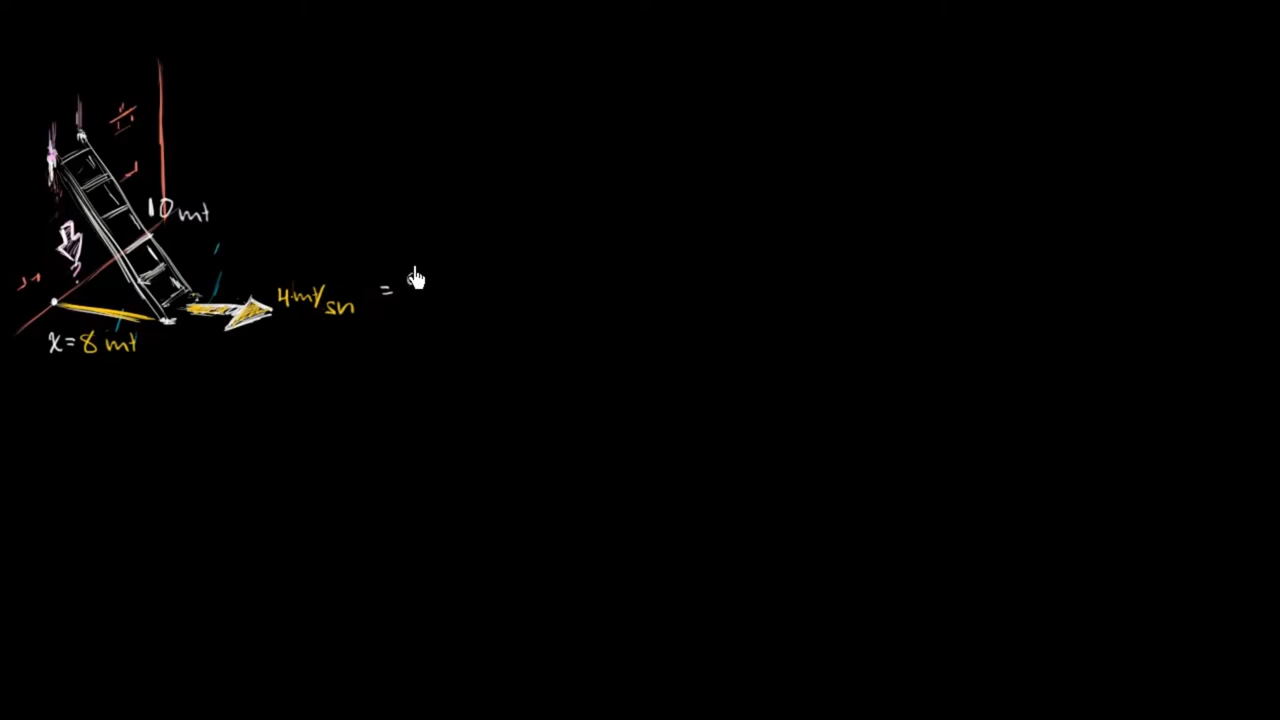 10 mt
?
4 mt/sn
=
x = 8 mt